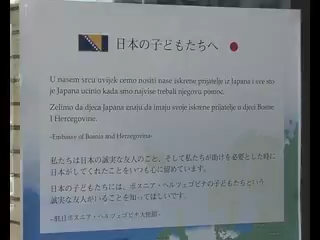 日本の子どもたちへ
U nasem srcu uvijek cemo nositi nase iskrene prijatelje iz Japana i sve sto
je Japana ucinio kada smo najvise trebali njegovu pomoc.
Zelimo da djeca Japana znaju da imaju svoje iskrene prijatelje u djeci Bosne
I Hercegovine.
-Embassy of Bosnia and Herzegovina-
私たちは日本の誠実な友人のこと、そして私たちが助けを必要とした時に
日本がしてくれたことをいつも心に留めています。
日本の子どもたちには、ボスニア・ヘルツェゴビナの子どもたちという
誠実な友人がいることを知ってほしいです。
-駐日ボスニア・ヘルツェゴビナ大使館-